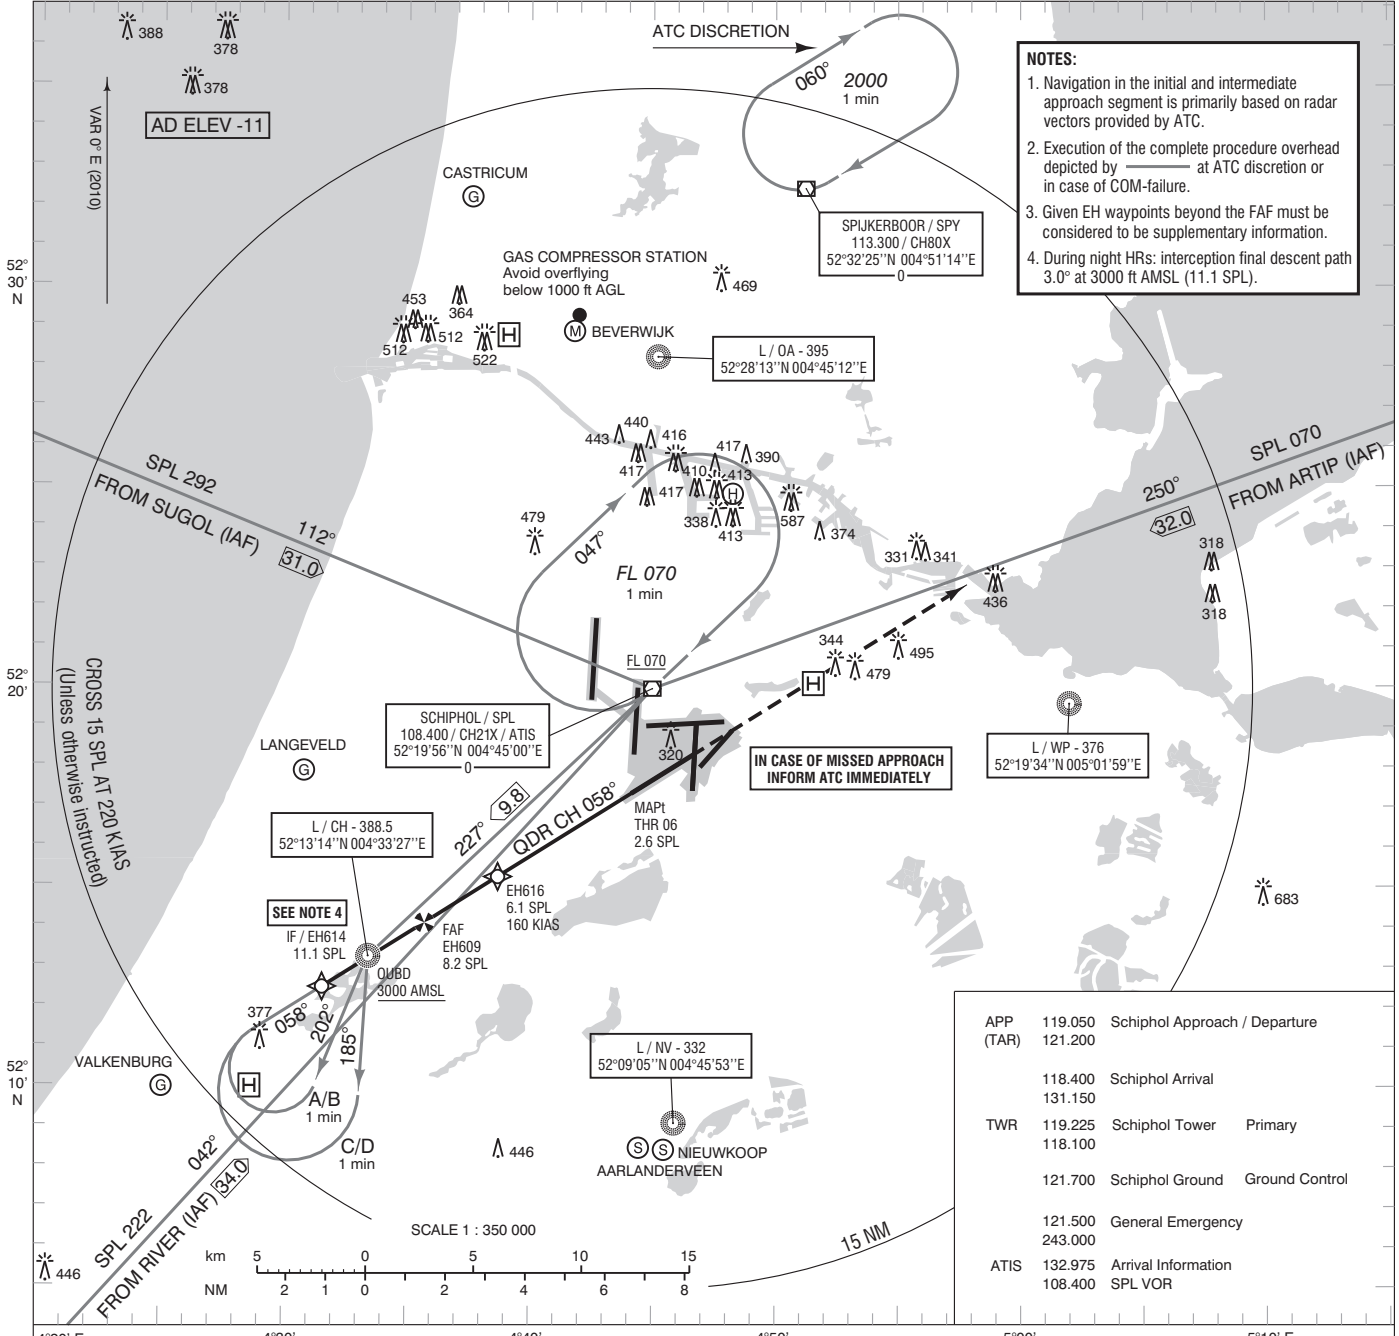 388
378
378
AD ELEV -11
VAR 0° E (2010)
ATC DISCRETION
060°
2000
1 min
NOTES:
1. Navigation in the initial and intermediate
approach segment is primarily based on radar
vectors provided by ATC.
2. Execution of the complete procedure overhead
depicted by ——— at ATC discretion or
in case of COM-failure.
3. Given EH waypoints beyond the FAF must be
considered to be supplementary information.
4. During night HRs: interception final descent path
3.0° at 3000 ft AMSL (11.1 SPL).
CASTRICUM
G
SPIJKERBOOR / SPY
113.300 / CH80X
52°32'25''N 004°51'14''E
0
GAS COMPRESSOR STATION
Avoid overflying
below 1000 ft AGL
52°
30'
N
469
453
364
512
512
522
H
M
BEVERWIJK
L / OA - 395
52°28'13''N 004°45'12''E
440
443
416
417
417
390
410
413
417
H
338
413
587
374
SPL 292
FROM SUGOL (IAF)
112°
31.0
479
047°
FL 070
1 min
SPL 070
FROM ARTIP (IAF)
250°
32.0
331
341
318
318
436
344
479
495
H
52°
20'
CROSS 15 SPL AT 220 KIAS
(Unless otherwise instructed)
FL 070
SCHIPHOL / SPL
108.400 / CH21X / ATIS
52°19'56''N 004°45'00''E
0
320
L / WP - 376
52°19'34''N 005°01'59''E
LANGEVELD
G
IN CASE OF MISSED APPROACH
INFORM ATC IMMEDIATELY
MAPt
THR 06
2.6 SPL
9.8
227°
QDR CH 058°
L / CH - 388.5
52°13'14''N 004°33'27''E
EH616
6.1 SPL
160 KIAS
683
SEE NOTE 4
IF / EH614
11.1 SPL
FAF
EH609
8.2 SPL
OUBD
3000 AMSL
377
058°
202°
185°
VALKENBURG
G
H
52°
10'
N
A/B
1 min
C/D
1 min
L / NV - 332
52°09'05''N 004°45'53''E
446
S
S
NIEUWKOOP
AARLANDERVEEN
042°
34.0
SPL 222
FROM RIVER (IAF)
446
SCALE 1 : 350 000
km 5 0 5 10 15
NM 2 1 0 2 4 6 8
15 NM
APP 119.050 Schiphol Approach / Departure
(TAR) 121.200
118.400 Schiphol Arrival
131.150
TWR 119.225 Schiphol Tower Primary
118.100
121.700 Schiphol Ground Ground Control
121.500 General Emergency
243.000
ATIS 132.975 Arrival Information
108.400 SPL VOR